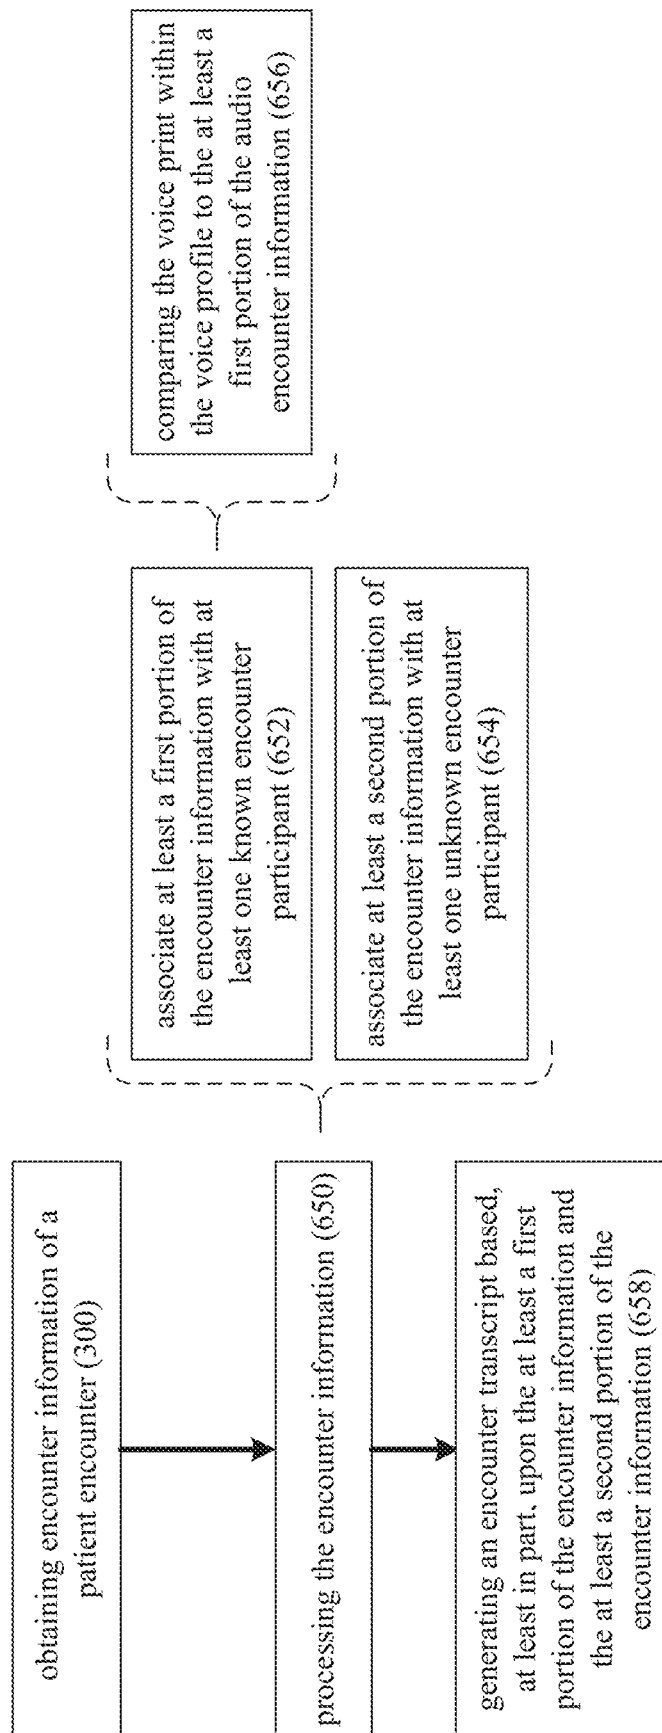 obtaining encounter information of a
patient encounter (300)
processing the encounter information (650)
generating an encounter transcript based,
at least in part, upon the at least a first
portion of the encounter information and
the at least a second portion of the
encounter information (658)
associate at least a first portion of
the encounter information with at
least one known encounter
participant (652)
associate at least a second portion of
the encounter information with at
least one unknown encounter
participant (654)
comparing the voice print within
the voice profile to the at least a
first portion of the audio
encounter information (656)